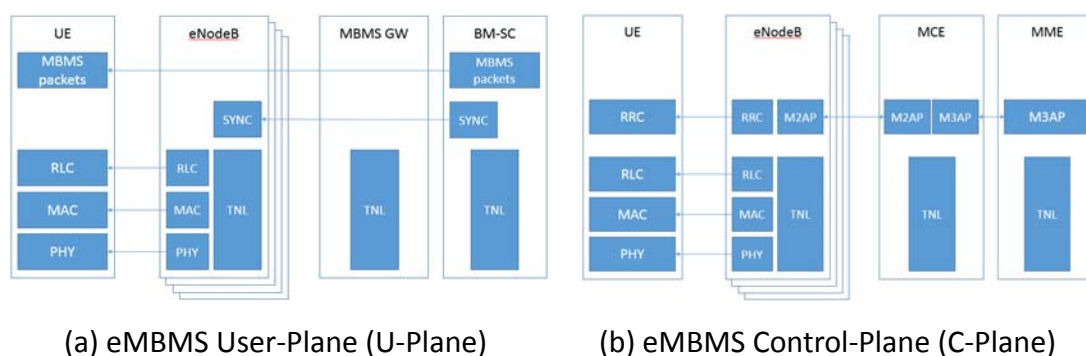 UE
eNodeB
MBMS GW
BM-SC
MBMS
packets
MBMS
packets
SYNC
SYNC
RLC
RLC
TNL
TNL
TNL
MAC
MAC
PHY
PHY
(a) eMBMS User-Plane (U-Plane)
UE
eNodeB
MCE
MME
RRC
RRC
M2AP
M2AP
M3AP
M3AP
RLC
RLC
TNL
TNL
TNL
MAC
MAC
PHY
PHY
(b) eMBMS Control-Plane (C-Plane)